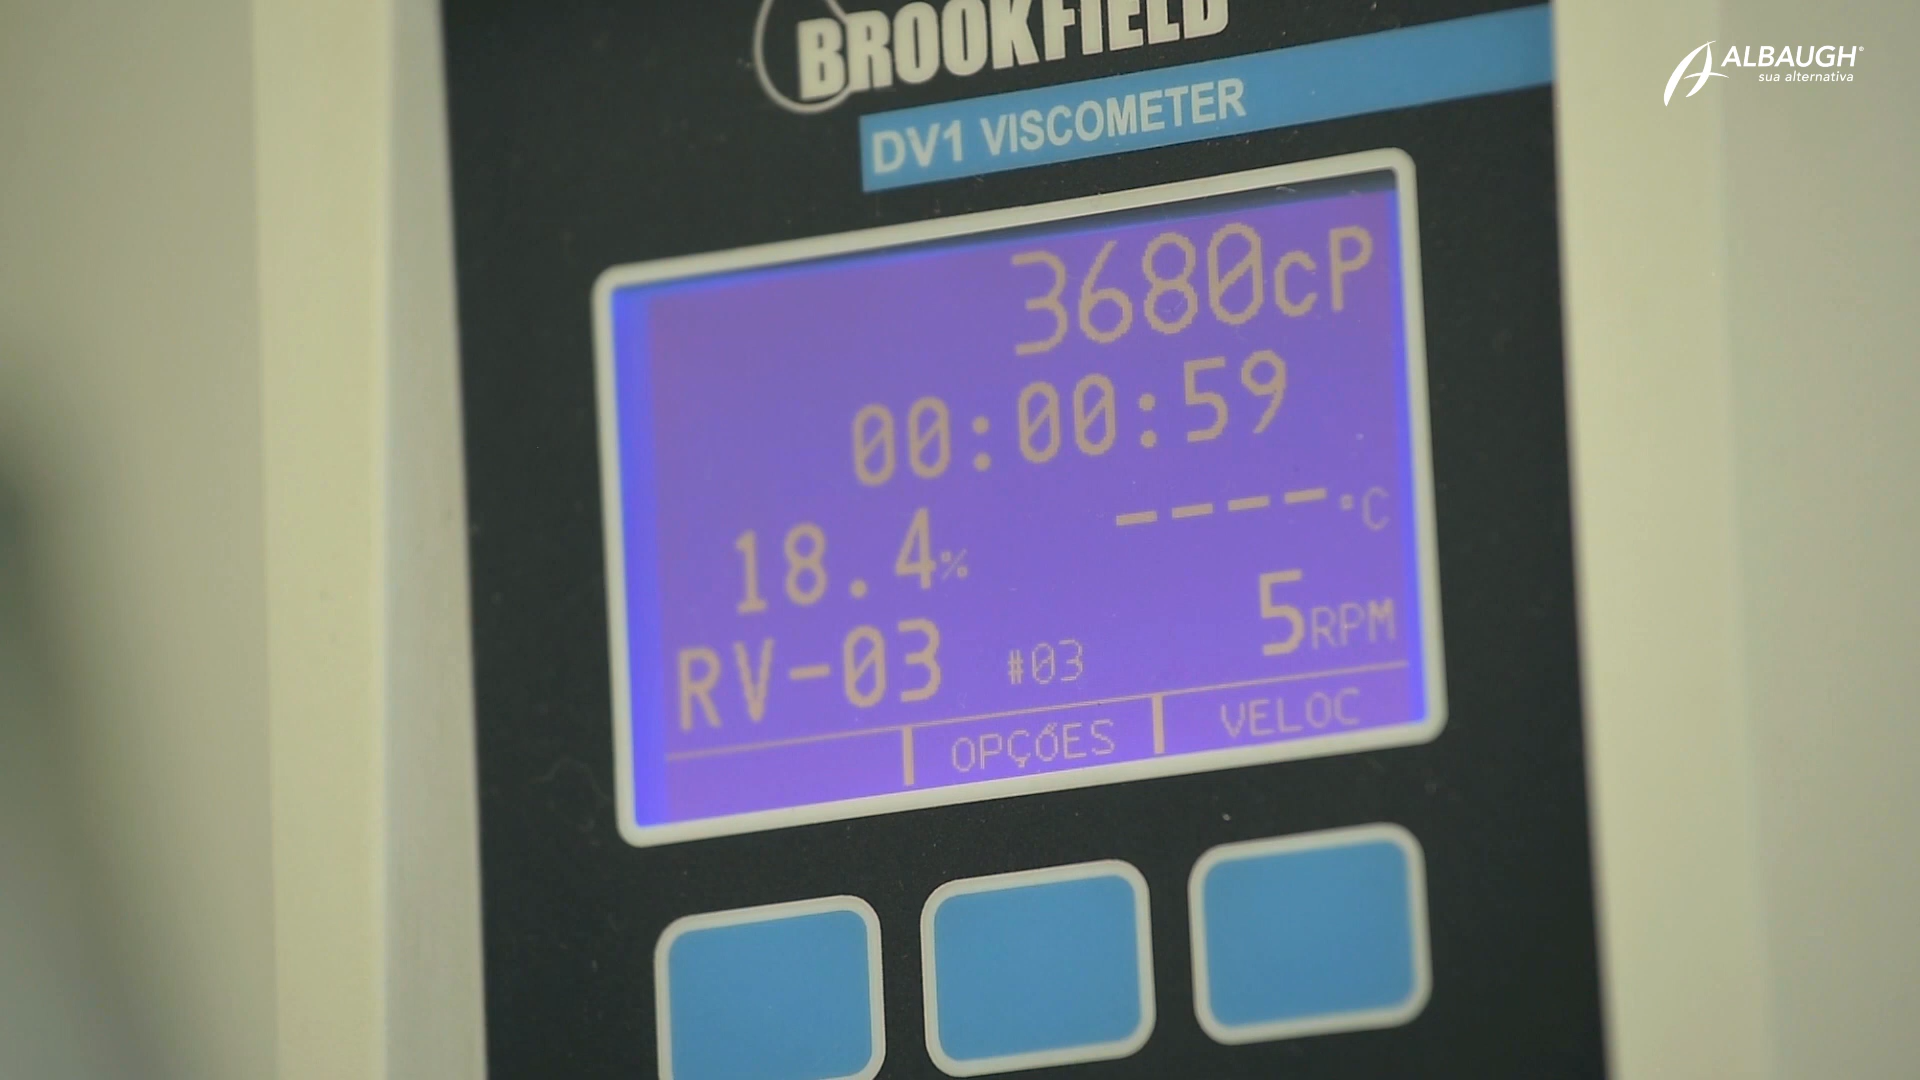 BROOKFIELD
DV1 VISCOMETER
ALBAUGH®
sua alternativa
3680cP
00:00:59
18.4% ----°C
RV-03 #03 5RPM
OPÇÕES VELOC